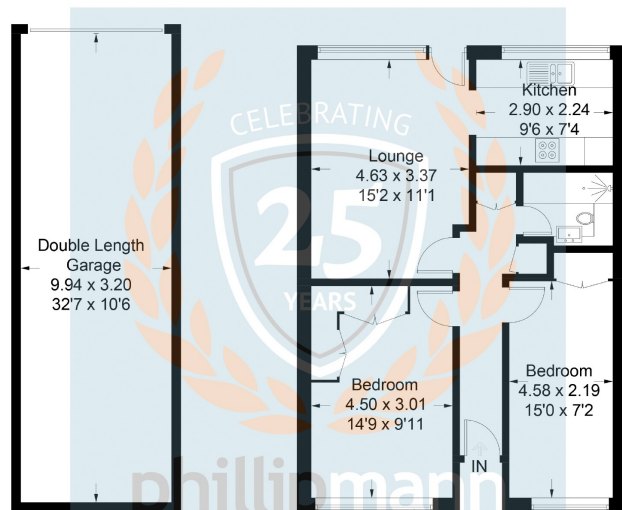 CELEBRATING
25
YEARS
Double Length
Garage
9.94 x 3.20
32'7 x 10'6
Lounge
4.63 x 3.37
15'2 x 11'1
Kitchen
2.90 x 2.24
9'6 x 7'4
Bedroom
4.50 x 3.01
14'9 x 9'11
Bedroom
4.58 x 2.19
15'0 x 7'2
IN
phillipmann